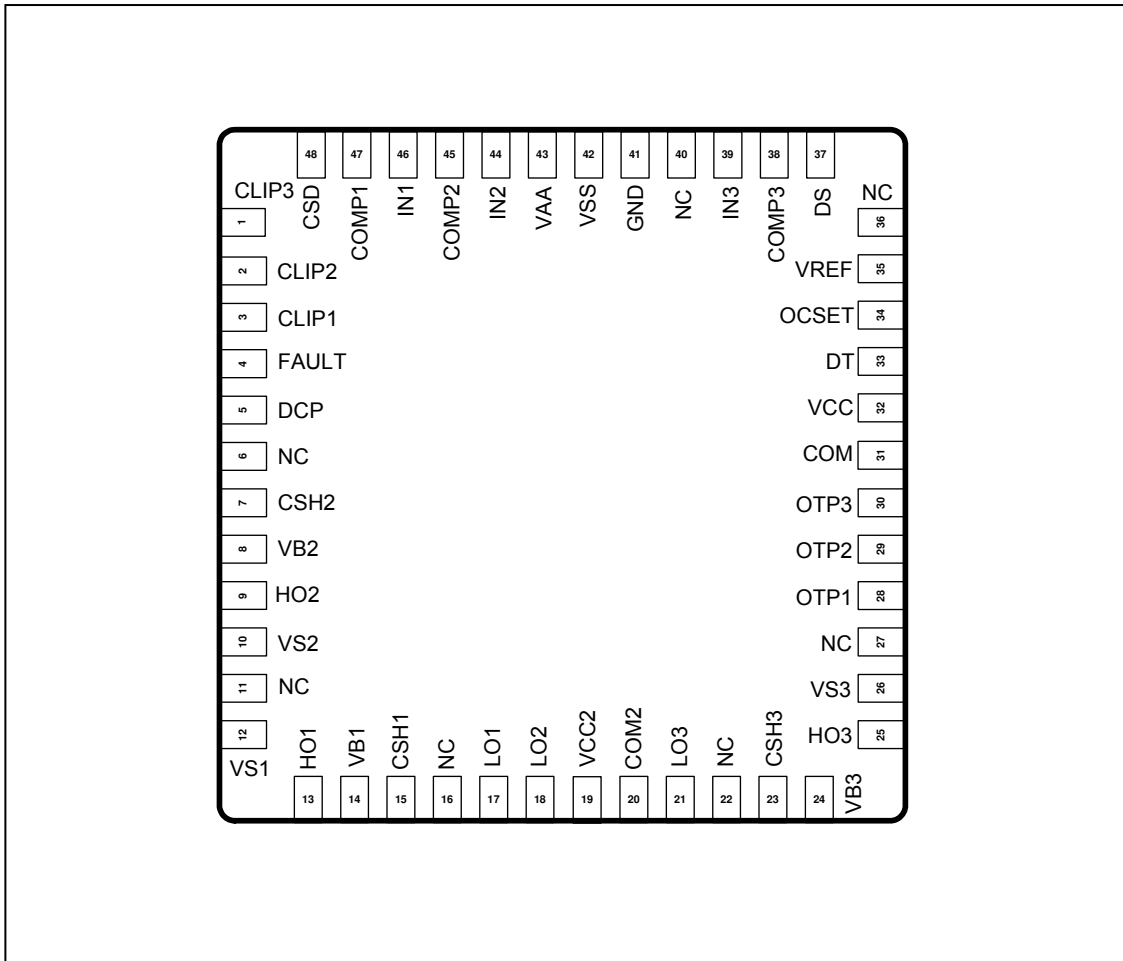 48 47 46 45 44 43 42 41 40 39 38 37
CSD COMP1 IN1 COMP2 IN2 VAA VSS GND NC IN3 COMP3 DS
CLIP3
1
2 CLIP2
3 CLIP1
4 FAULT
5 DCP
6 NC
7 CSH2
8 VB2
9 HO2
10 VS2
11 NC
12
VS1
NC
36
VREF 35
OCSET 34
DT 33
VCC 32
COM 31
OTP3 30
OTP2 29
OTP1 28
NC 27
VS3 26
HO3 25
HO1 VB1 CSH1 NC LO1 LO2 VCC2 COM2 LO3 NC CSH3 VB3
13 14 15 16 17 18 19 20 21 22 23 24